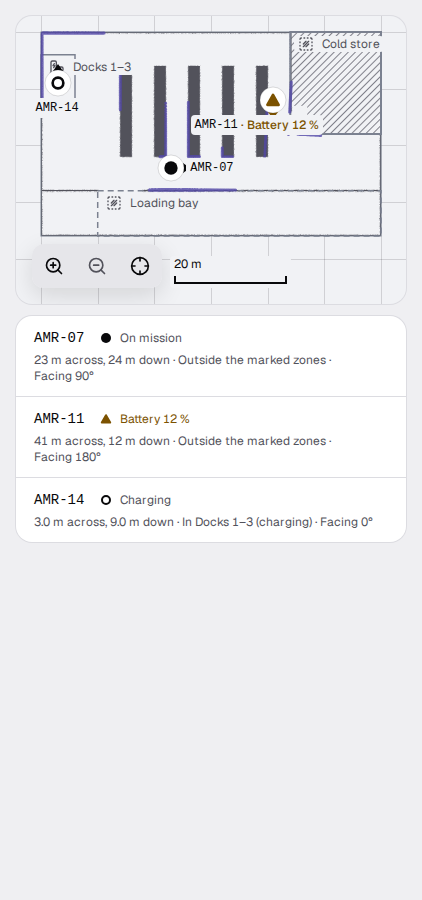 Cold store
Docks 1–3
AMR-14
AMR-11 · Battery 12 %
AMR-07
Loading bay
20 m
AMR-07 On mission
23 m across, 24 m down · Outside the marked zones ·
Facing 90°
AMR-11 Battery 12 %
41 m across, 12 m down · Outside the marked zones ·
Facing 180°
AMR-14 Charging
3.0 m across, 9.0 m down · In Docks 1–3 (charging) · Facing 0°